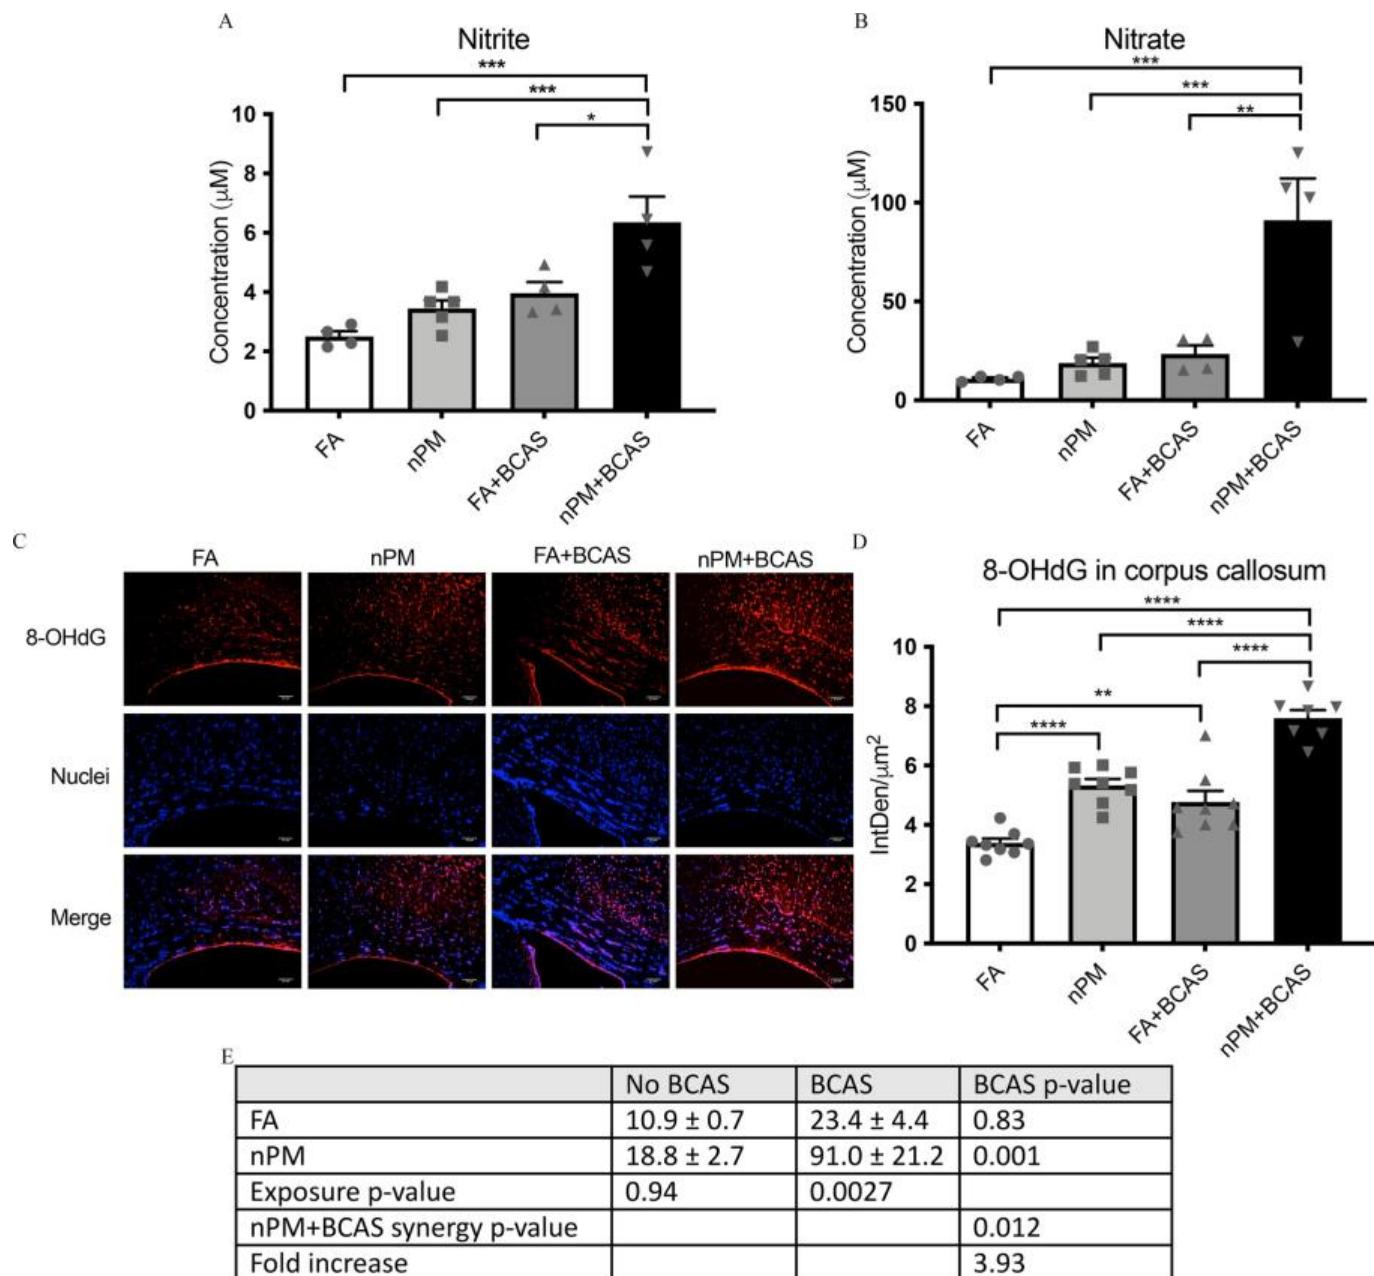 A
Nitrite
***
***
*
Concentration (μM)
10
8
6
4
2
0
FA
nPM
FA+BCAS
nPM+BCAS
B
Nitrate
***
***
**
Concentration (μM)
150
100
50
0
FA
nPM
FA+BCAS
nPM+BCAS
C
FA
nPM
FA+BCAS
nPM+BCAS
8-OHdG
Nuclei
Merge
D
8-OHdG in corpus callosum
****
****
****
**
****
IntDen/μm²
10
8
6
4
2
0
FA
nPM
FA+BCAS
nPM+BCAS
E
No BCAS BCAS BCAS p-value
FA 10.9 ± 0.7 23.4 ± 4.4 0.83
nPM 18.8 ± 2.7 91.0 ± 21.2 0.001
Exposure p-value 0.94 0.0027
nPM+BCAS synergy p-value 0.012
Fold increase 3.93